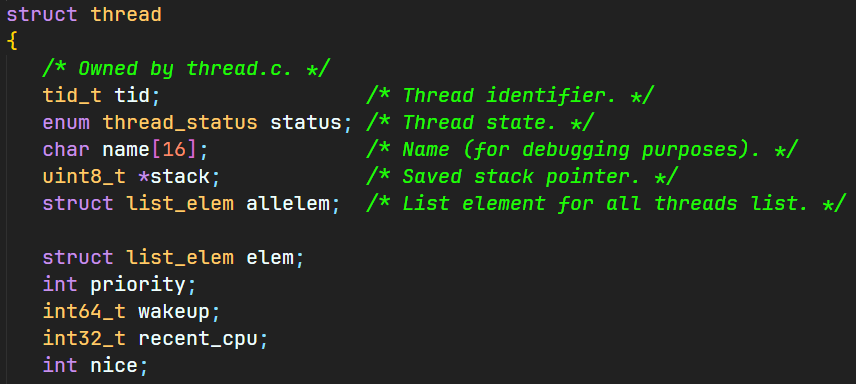 struct thread
{
/* Owned by thread.c. */
tid_t tid; /* Thread identifier. */
enum thread_status status; /* Thread state. */
char name[16]; /* Name (for debugging purposes). */
uint8_t *stack; /* Saved stack pointer. */
struct list_elem allelem; /* List element for all threads list. */
struct list_elem elem;
int priority;
int64_t wakeup;
int32_t recent_cpu;
int nice;